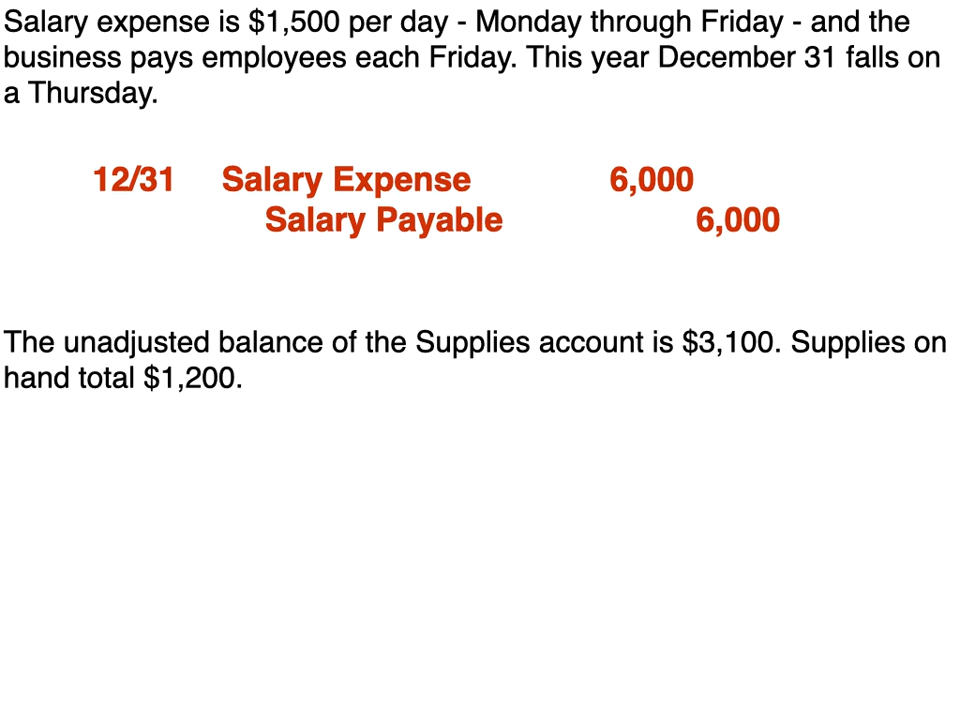 Salary expense is $1,500 per day - Monday through Friday - and the
business pays employees each Friday. This year December 31 falls on
a Thursday.
12/31 Salary Expense 6,000
Salary Payable 6,000
The unadjusted balance of the Supplies account is $3,100. Supplies on
hand total $1,200.